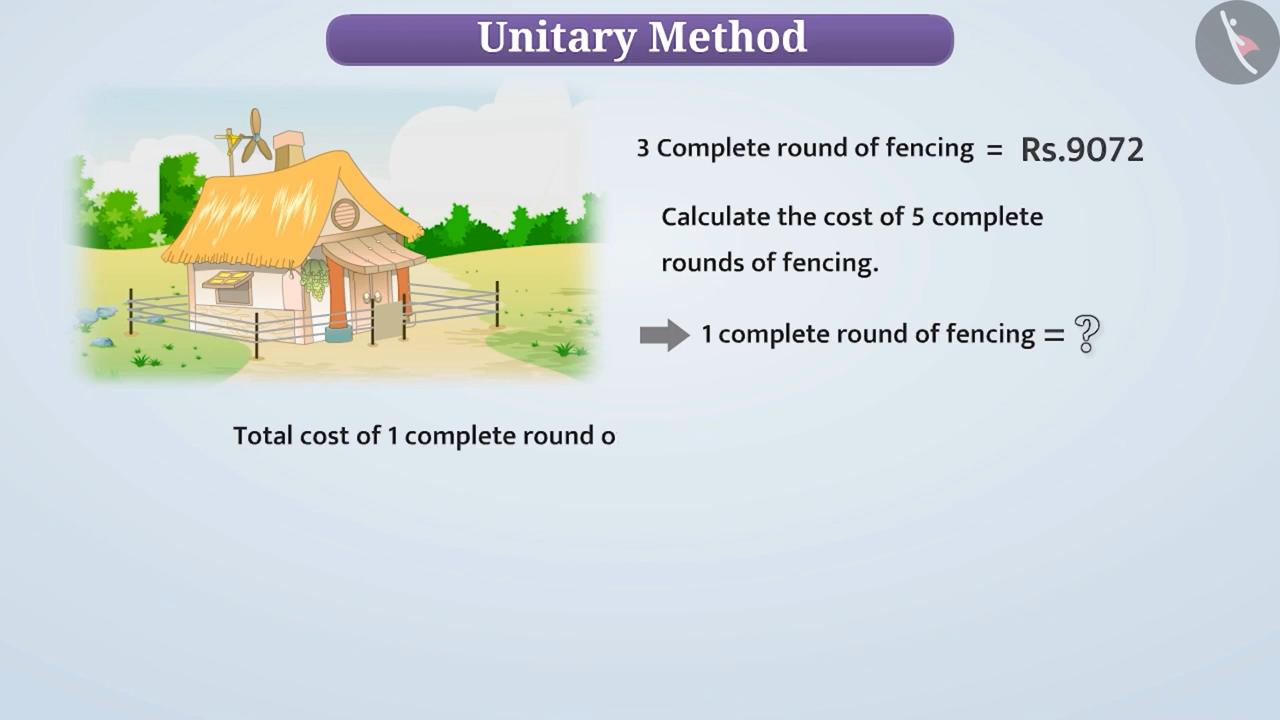 Unitary Method
3 Complete round of fencing = Rs.9072
Calculate the cost of 5 complete
rounds of fencing.
1 complete round of fencing = ?
Total cost of 1 complete round o